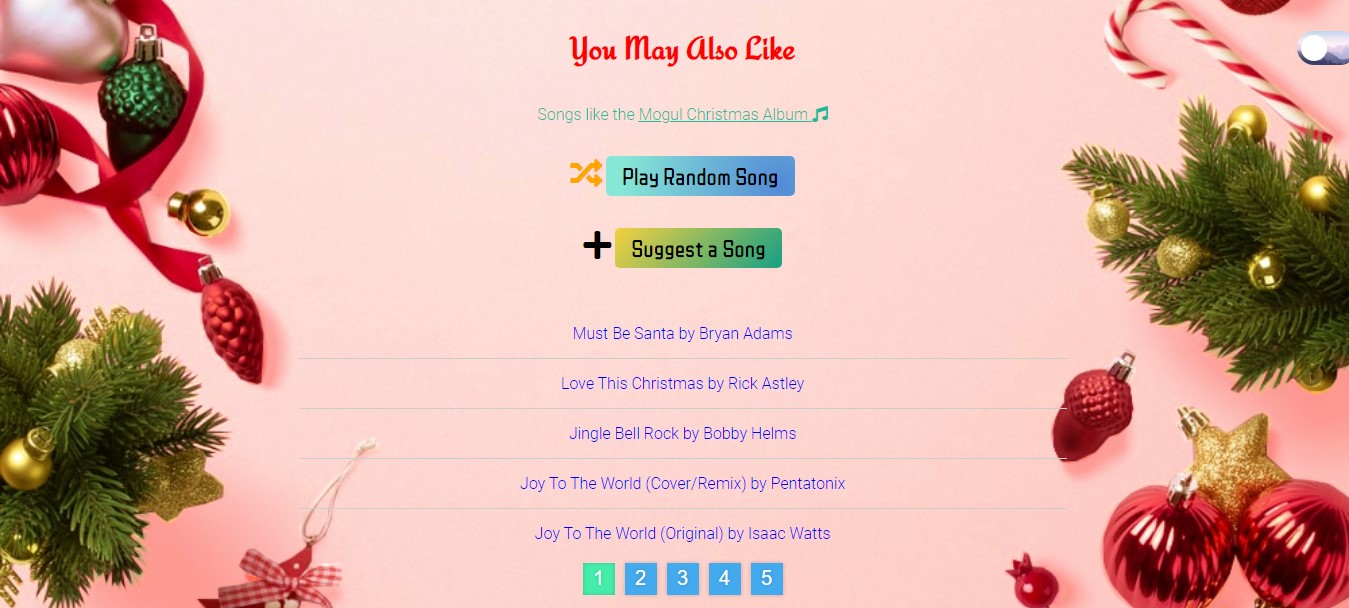 You May Also Like
Songs like the Mogul Christmas Album
Play Random Song
Suggest a Song
Must Be Santa by Bryan Adams
Love This Christmas by Rick Astley
Jingle Bell Rock by Bobby Helms
Joy To The World (Cover/Remix) by Pentatonix
Joy To The World (Original) by Isaac Watts
1 2 3 4 5